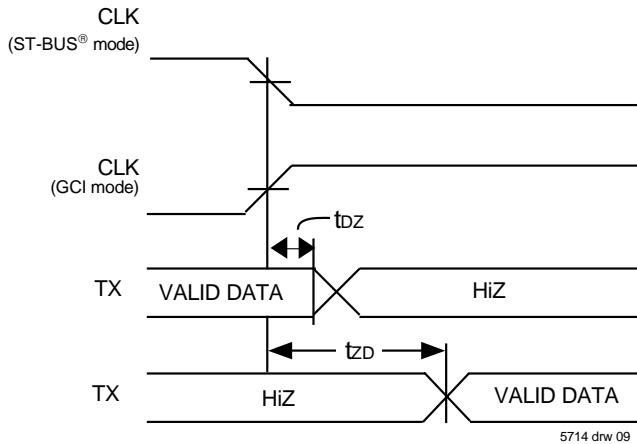 CLK
(ST-BUS® mode)
CLK
(GCI mode)
tDZ
TX VALID DATA HiZ
tZD
TX HiZ VALID DATA
5714 drw 09